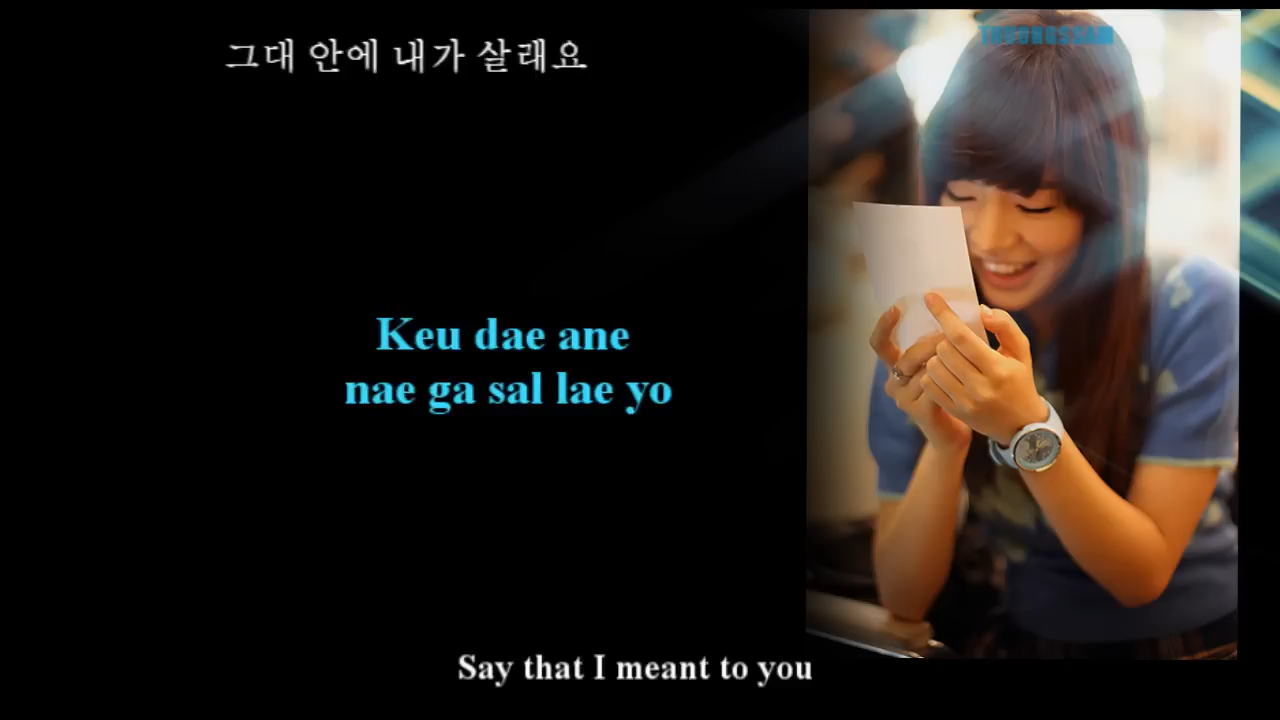 그대 안에 내가 살래요
THUONGSSAM
Keu dae ane
nae ga sal lae yo
Say that I meant to you